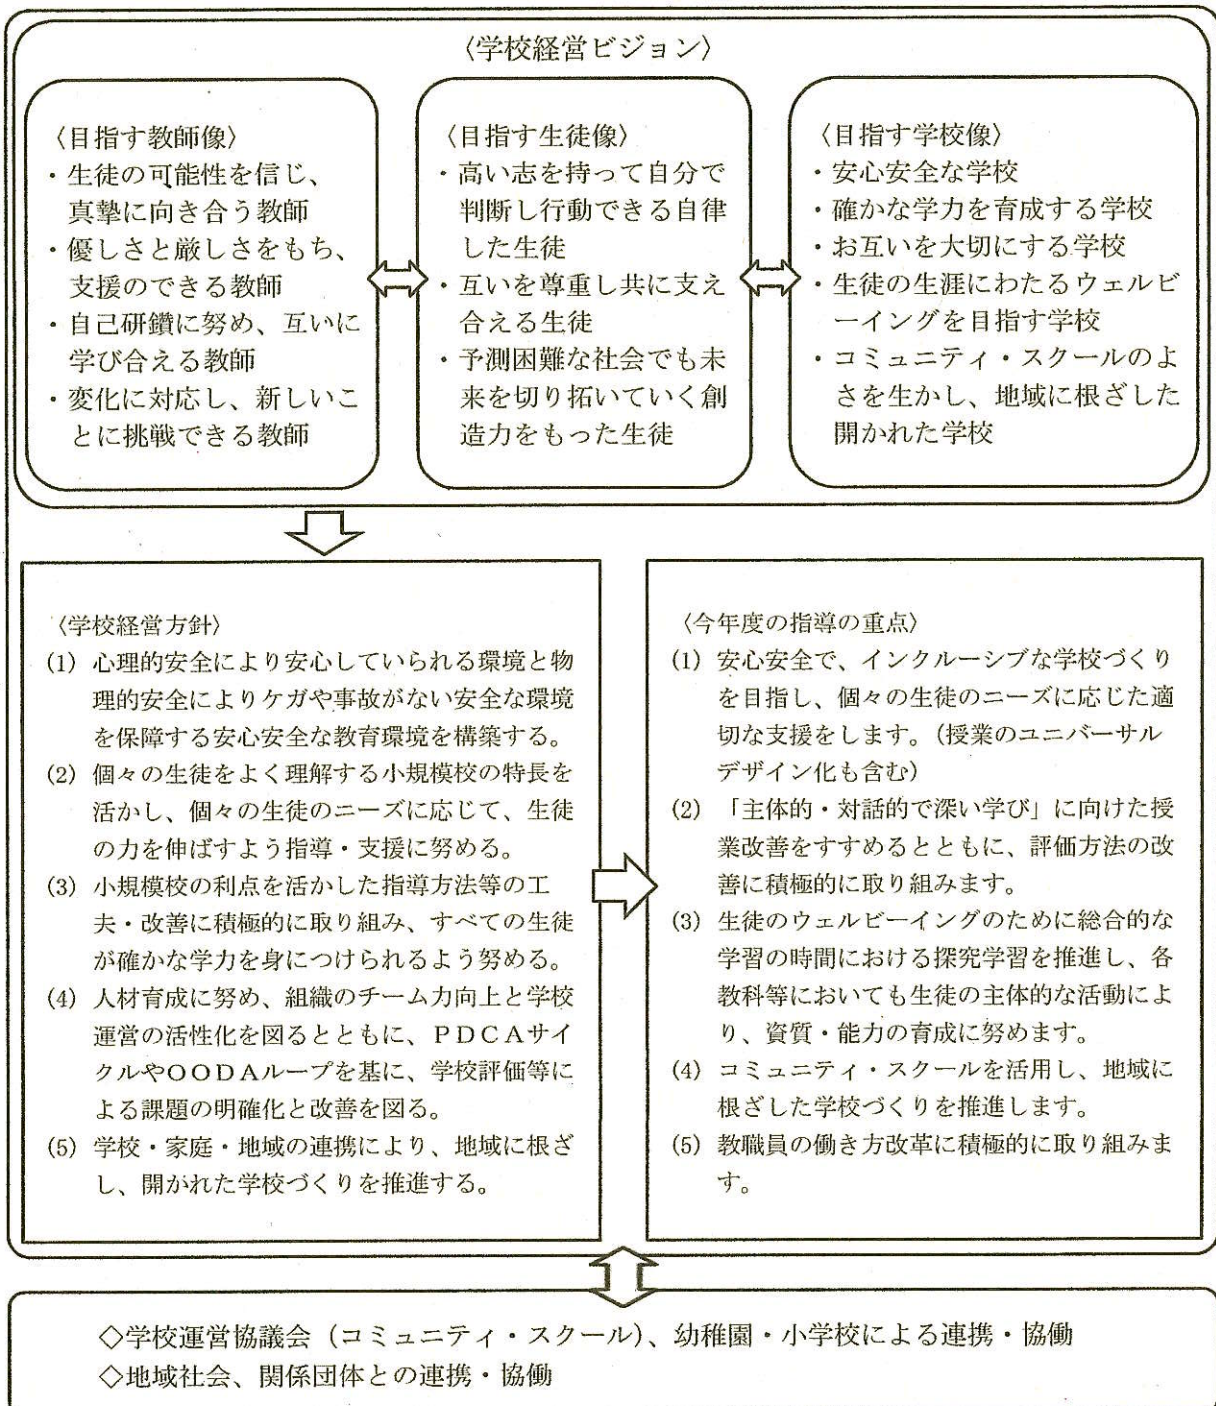 〈学校経営ビジョン〉
〈目指す教師像〉
・生徒の可能性を信じ、
真摯に向き合う教師
・優しさと厳しさをもち、
支援のできる教師
・自己研鑽に努め、互いに
学び合える教師
・変化に対応し、新しいこ
とに挑戦できる教師
〈目指す生徒像〉
・高い志を持って自分で
判断し行動できる自律
した生徒
・互いを尊重し共に支え
合える生徒
・予測困難な社会でも未
来を切り拓いていく創
造力をもった生徒
〈目指す学校像〉
・安心安全な学校
・確かな学力を育成する学校
・お互いを大切にする学校
・生徒の生涯にわたるウェルビ
ーイングを目指す学校
・コミュニティ・スクールのよ
さを生かし、地域に根ざした
開かれた学校
〈学校経営方針〉
(1) 心理的安全により安心していられる環境と物
理的安全によりケガや事故がない安全な環境
を保障する安心安全な教育環境を構築する。
(2) 個々の生徒をよく理解する小規模校の特長を
活かし、個々の生徒のニーズに応じて、生徒
の力を伸ばすよう指導・支援に努める。
(3) 小規模校の利点を活かした指導方法等の工
夫・改善に積極的に取り組み、すべての生徒
が確かな学力を身につけられるよう努める。
(4) 人材育成に努め、組織のチーム力向上と学校
運営の活性化を図るとともに、PDCAサイ
クルやOODAループを基に、学校評価等に
よる課題の明確化と改善を図る。
(5) 学校・家庭・地域の連携により、地域に根ざ
し、開かれた学校づくりを推進する。
〈今年度の指導の重点〉
(1) 安心安全で、インクルーシブな学校づくり
を目指し、個々の生徒のニーズに応じた適
切な支援をします。(授業のユニバーサル
デザイン化も含む)
(2) 「主体的・対話的で深い学び」に向けた授
業改善をすすめるとともに、評価方法の改
善に積極的に取り組みます。
(3) 生徒のウェルビーイングのために総合的な
学習の時間における探究学習を推進し、各
教科等においても生徒の主体的な活動によ
り、資質・能力の育成に努めます。
(4) コミュニティ・スクールを活用し、地域に
根ざした学校づくりを推進します。
(5) 教職員の働き方改革に積極的に取り組みま
す。
◇学校運営協議会(コミュニティ・スクール)、幼稚園・小学校による連携・協働
◇地域社会、関係団体との連携・協働